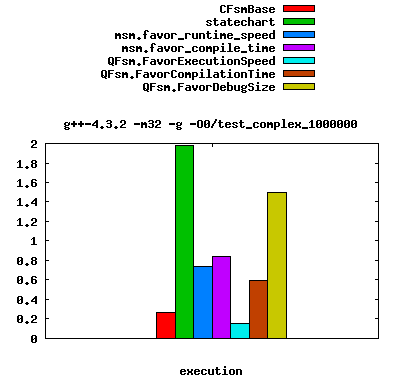 CFsmBase
statechart
msm.favor_runtime_speed
msm.favor_compile_time
QFsm.FavorExecutionSpeed
QFsm.FavorCompilationTime
QFsm.FavorDebugSize
g++-4.3.2 -m32 -g -O0/test_complex_1000000
2
1.8
1.6
1.4
1.2
1
0.8
0.6
0.4
0.2
0
execution